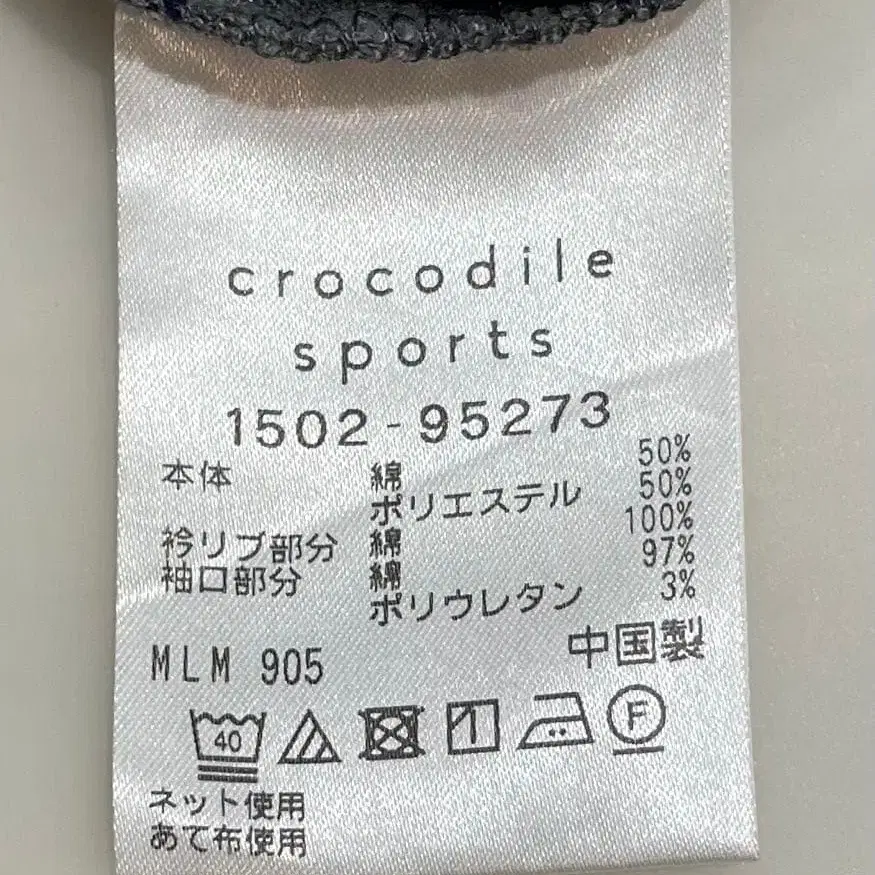 crocodile
sports
1502-95273
本体 綿 50%
ポリエステル 50%
衿リブ部分 綿 100%
袖口部分 綿 97%
ポリウレタン 3%
中国製
MLM 905
40 F
ネット使用
あて布使用